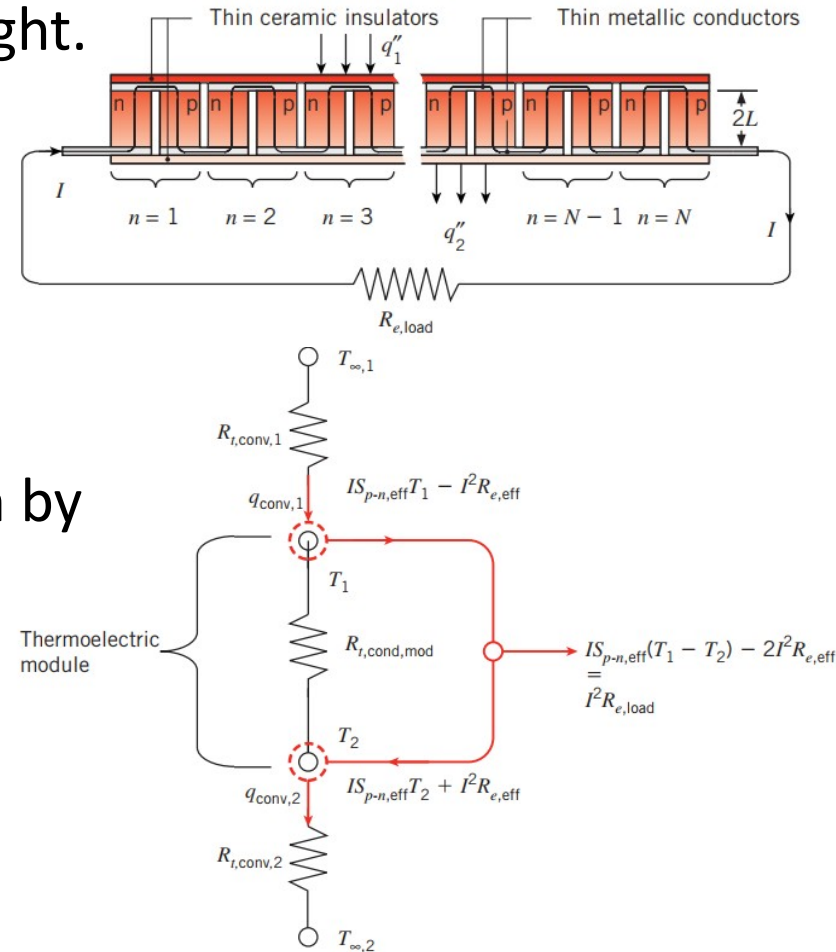 ght.
Thin ceramic insulators
Thin metallic conductors
q″₁
n p n p n p n p n p n p
2L
I
n = 1 n = 2 n = 3
q″₂
n = N − 1 n = N
I
Rₑ,load
T∞,1
Rₜ,conv,1
n by
qconv,1
ISp-n,effT₁ − I²Rₑ,eff
T₁
Thermoelectric
module
Rₜ,cond,mod
ISp-n,eff(T₁ − T₂) − 2I²Rₑ,eff
=
I²Rₑ,load
T₂
qconv,2
ISp-n,effT₂ + I²Rₑ,eff
Rₜ,conv,2
T∞,2